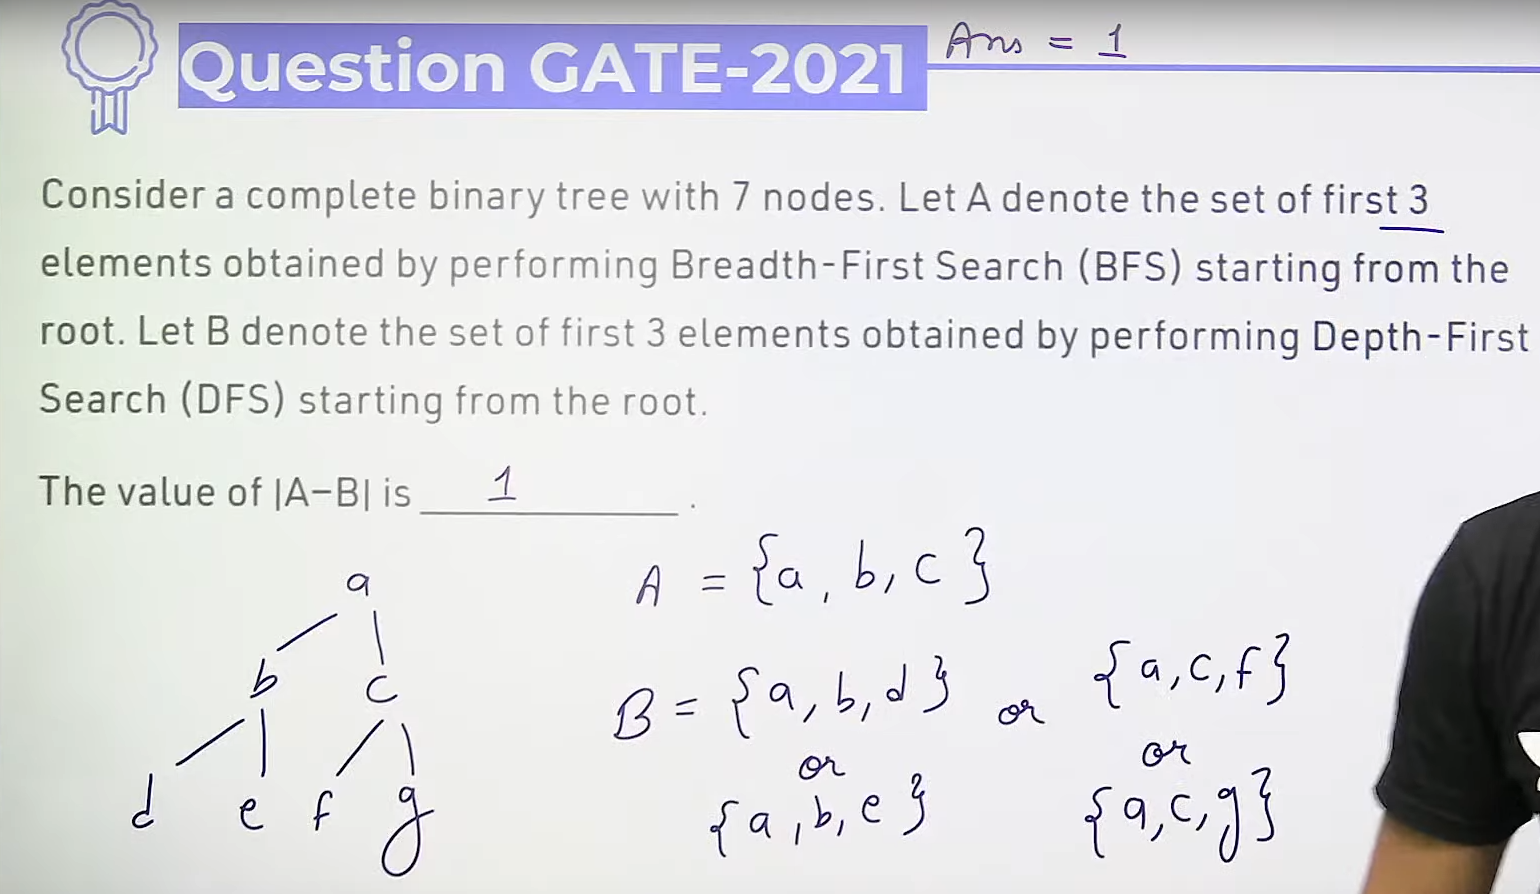 Question GATE-2021
Ans = 1
Consider a complete binary tree with 7 nodes. Let A denote the set of first 3
elements obtained by performing Breadth-First Search (BFS) starting from the
root. Let B denote the set of first 3 elements obtained by performing Depth-First
Search (DFS) starting from the root.
The value of |A–B| is 1 .
a
b c
d e f g
A = {a, b, c}
B = {a, b, d} or {a, c, f}
or or
{a, b, e} {a, c, g}